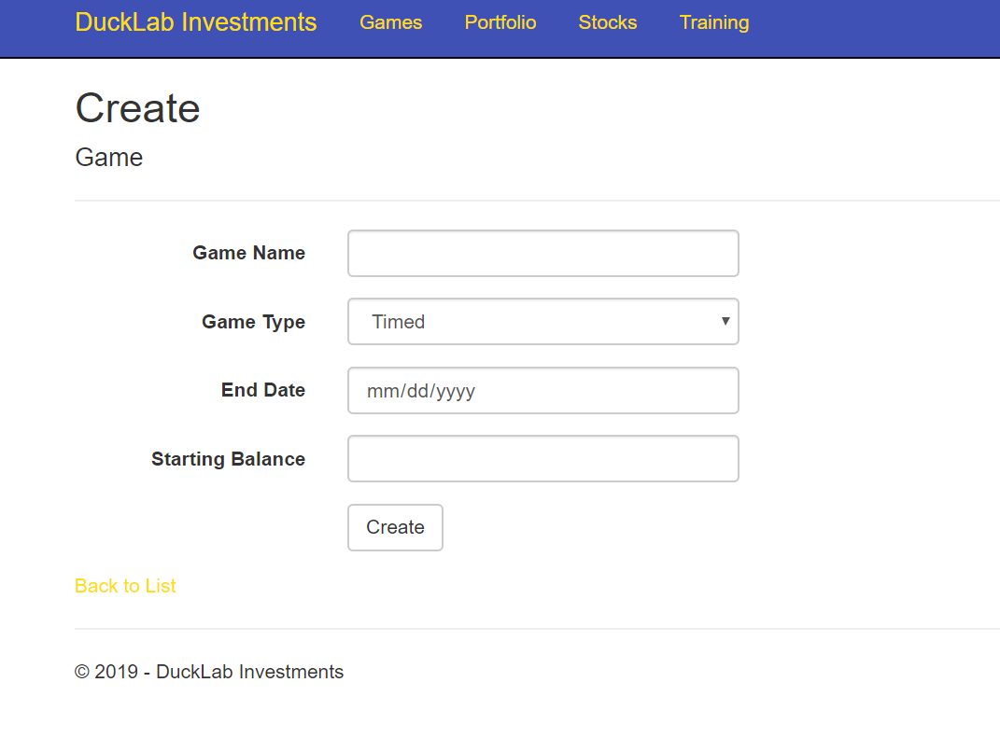 DuckLab Investments Games Portfolio Stocks Training
Create
Game
Game Name
Game Type Timed
End Date mm/dd/yyyy
Starting Balance
Create
Back to List
© 2019 - DuckLab Investments